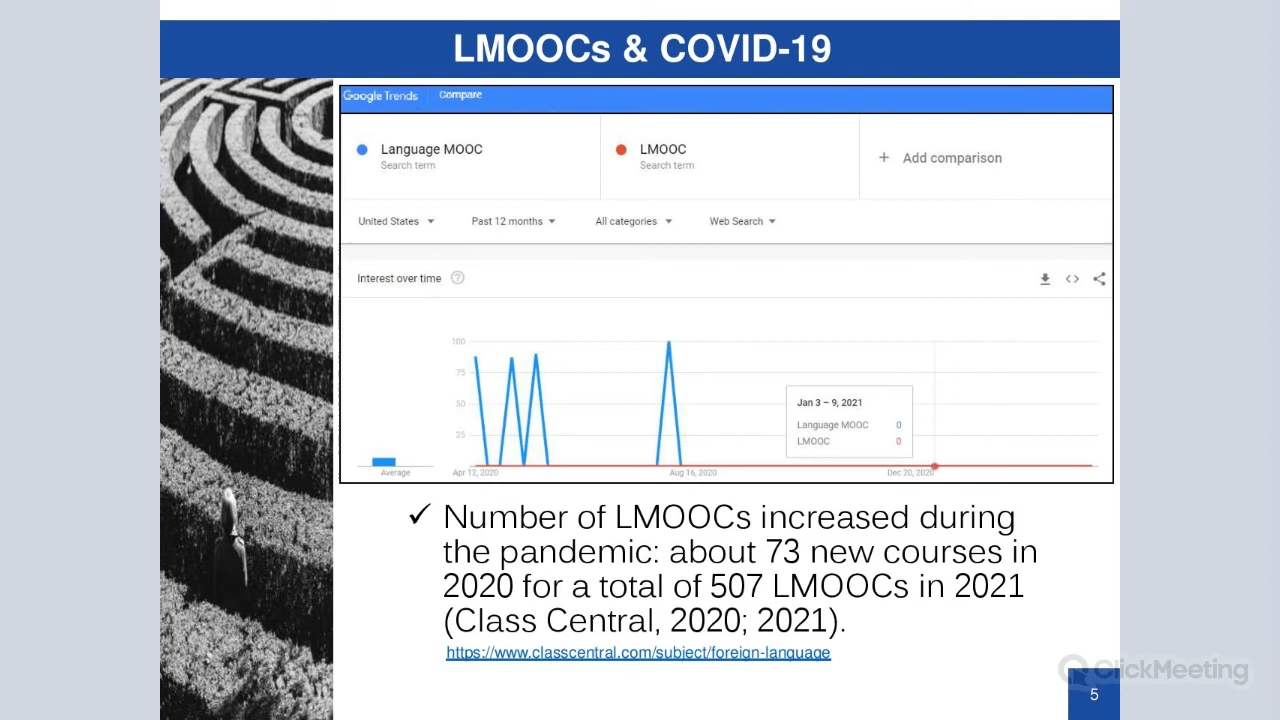 LMOOCs & COVID-19
Google Trends Compare
Language MOOC
Search term
LMOOC
Search term
+ Add comparison
United States Past 12 months All categories Web Search
Interest over time ?
100
75
50
25
Jan 3 – 9, 2021
Language MOOC 0
LMOOC 0
Average Apr 12, 2020 Aug 16, 2020 Dec 20, 2020
✓ Number of LMOOCs increased during
the pandemic: about 73 new courses in
2020 for a total of 507 LMOOCs in 2021
(Class Central, 2020; 2021).
https://www.classcentral.com/subject/foreign-language
ClickMeeting
5